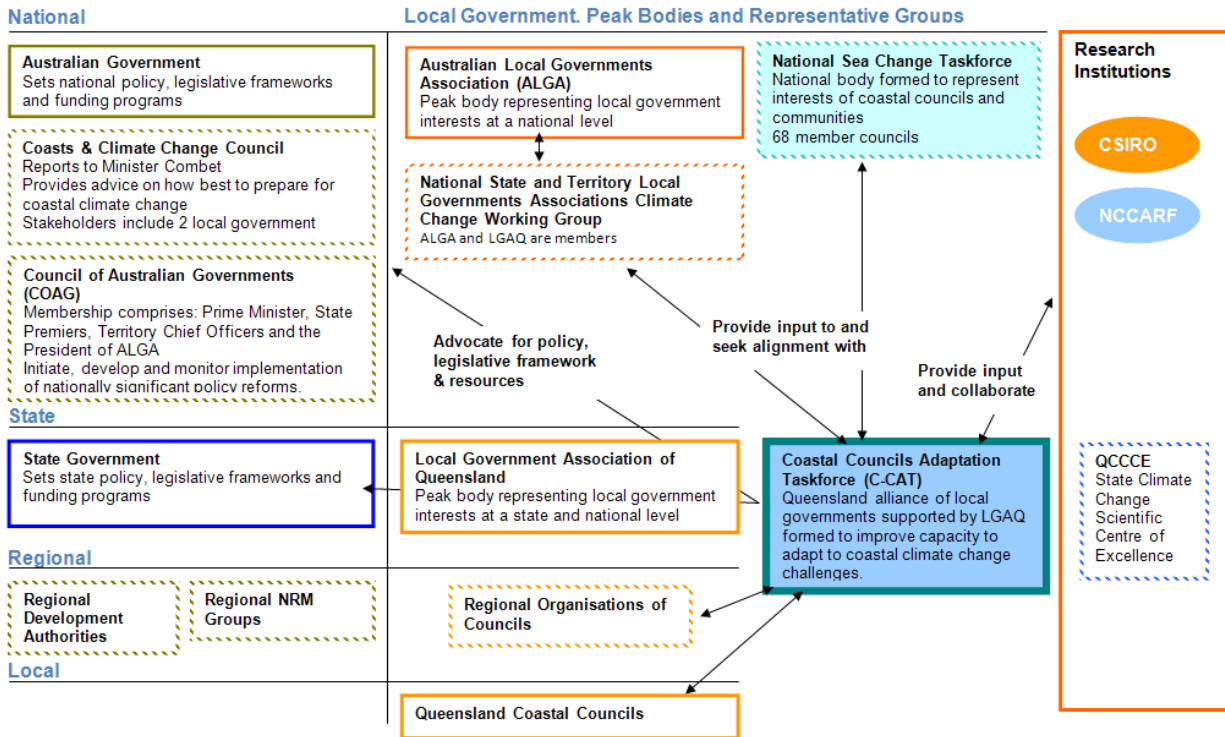 National
Local Government, Peak Bodies and Representative Groups
Australian Government
Sets national policy, legislative frameworks
and funding programs
Coasts & Climate Change Council
Reports to Minister Combet
Provides advice on how best to prepare for
coastal climate change
Stakeholders include 2 local government
Council of Australian Governments
(COAG)
Membership comprises: Prime Minister, State
Premiers, Territory Chief Officers and the
President of ALGA
Initiate, develop and monitor implementation
of nationally significant policy reforms.
Australian Local Governments
Association (ALGA)
Peak body representing local government
interests at a national level
National State and Territory Local
Governments Associations Climate
Change Working Group
ALGA and LGAQ are members
National Sea Change Taskforce
National body formed to represent
interests of coastal councils and
communities
68 member councils
Research
Institutions
CSIRO
NCCARF
Advocate for policy,
legislative framework
& resources
Provide input to and
seek alignment with
Provide input
and collaborate
State
State Government
Sets state policy, legislative frameworks and
funding programs
Local Government Association of
Queensland
Peak body representing local government
interests at a state and national level
Coastal Councils Adaptation
Taskforce (C-CAT)
Queensland alliance of local
governments supported by LGAQ
formed to improve capacity to
adapt to coastal climate change
challenges.
QCCCE
State Climate
Change
Scientific
Centre of
Excellence
Regional
Regional
Development
Authorities
Regional NRM
Groups
Regional Organisations of
Councils
Local
Queensland Coastal Councils